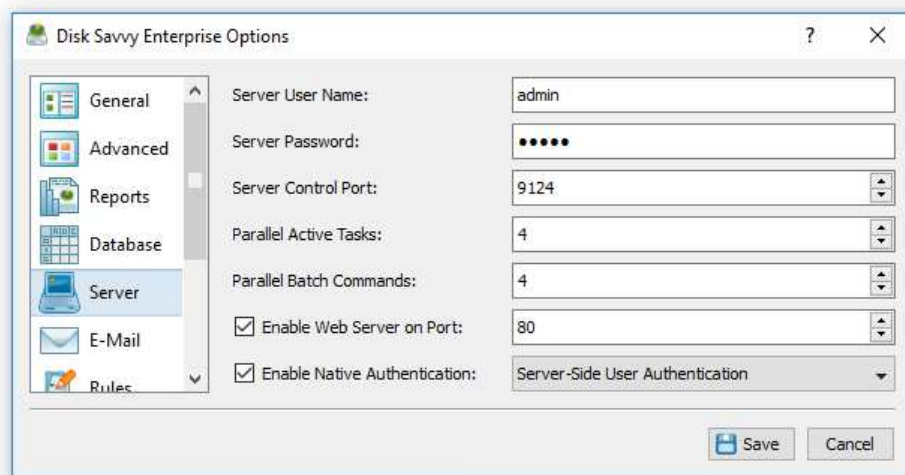 Disk Savvy Enterprise Options
?
General
Advanced
Reports
Database
Server
E-Mail
Rules
Server User Name: admin
Server Password: •••••
Server Control Port: 9124
Parallel Active Tasks: 4
Parallel Batch Commands: 4
Enable Web Server on Port: 80
Enable Native Authentication: Server-Side User Authentication
Save
Cancel